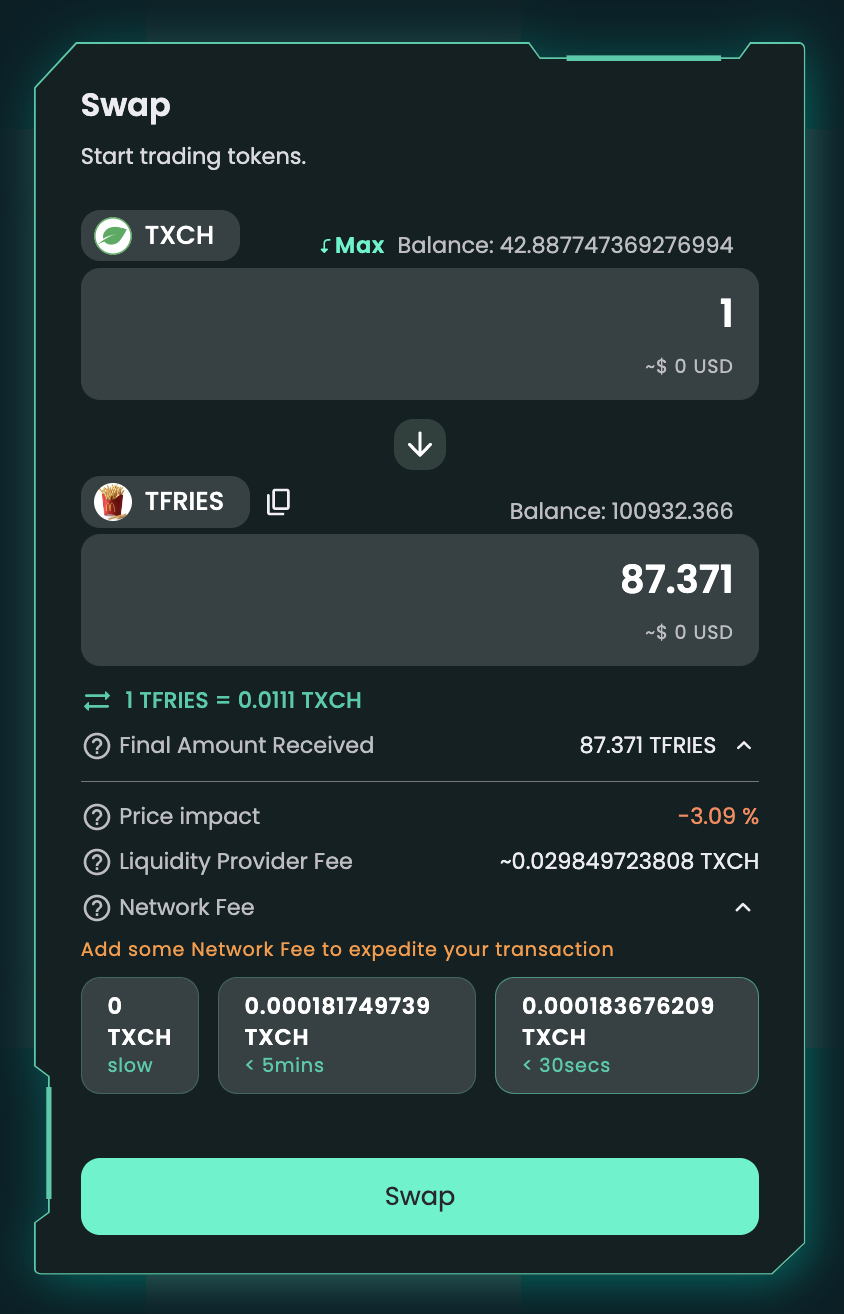 Swap
Start trading tokens.
TXCH
Max Balance: 42.887747369276994
1
~$ 0 USD
TFRIES
Balance: 100932.366
87.371
~$ 0 USD
1 TFRIES = 0.0111 TXCH
Final Amount Received 87.371 TFRIES
Price impact -3.09 %
Liquidity Provider Fee ~0.029849723808 TXCH
Network Fee
Add some Network Fee to expedite your transaction
0
TXCH
slow
0.000181749739
TXCH
< 5mins
0.000183676209
TXCH
< 30secs
Swap